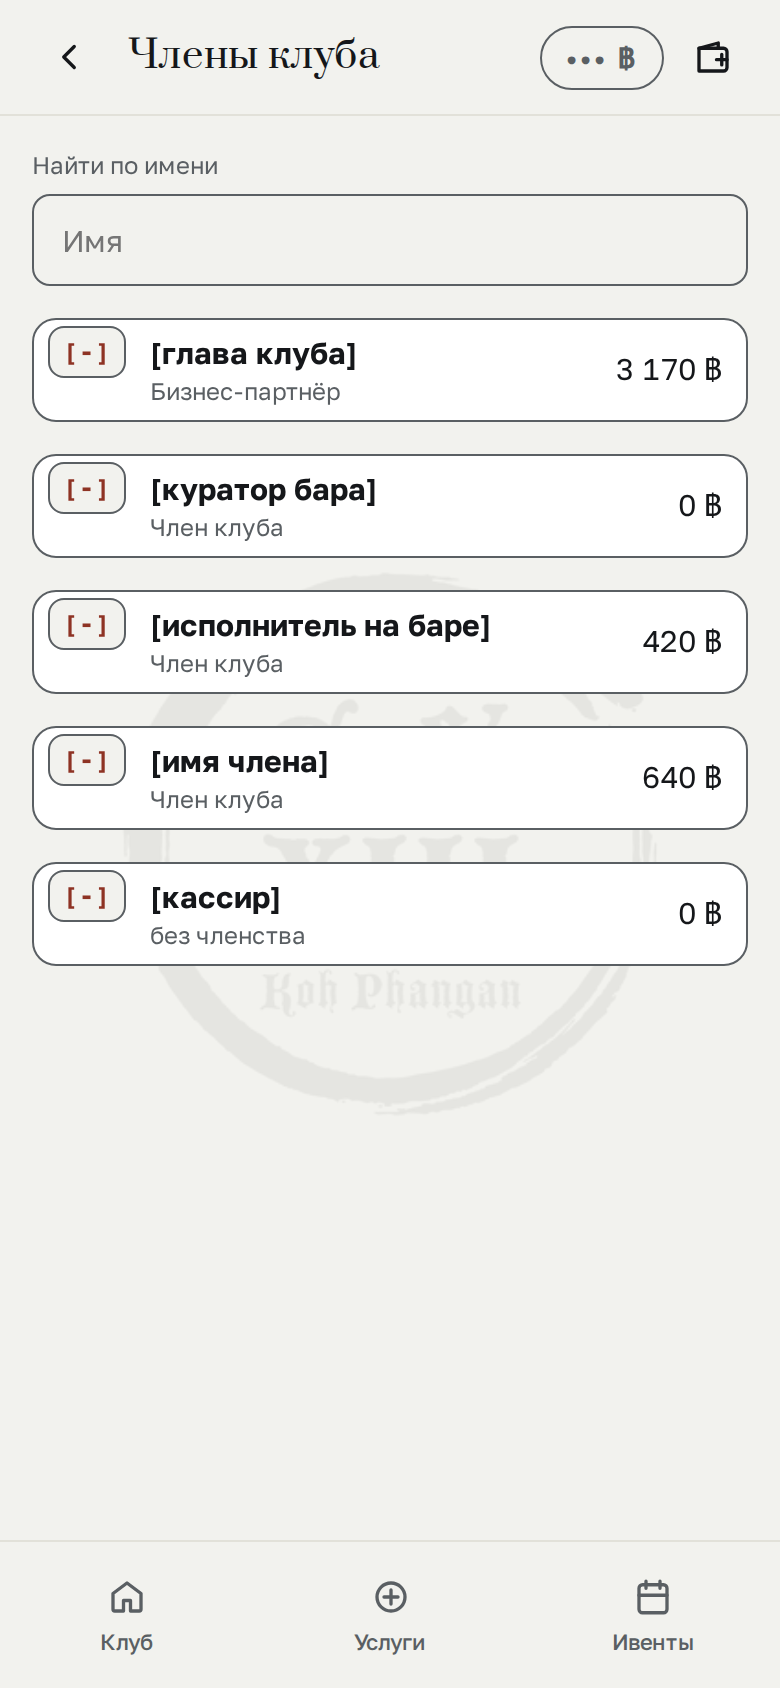 Члены клуба
••• ฿
Найти по имени
Имя
[-]
[глава клуба]
Бизнес-партнёр
3 170 ฿
[-]
[куратор бара]
Член клуба
0 ฿
[-]
[исполнитель на баре]
Член клуба
420 ฿
[-]
[имя члена]
Член клуба
640 ฿
XIII
[-]
[кассир]
без членства
0 ฿
Koh Phangan
Клуб
Услуги
Ивенты